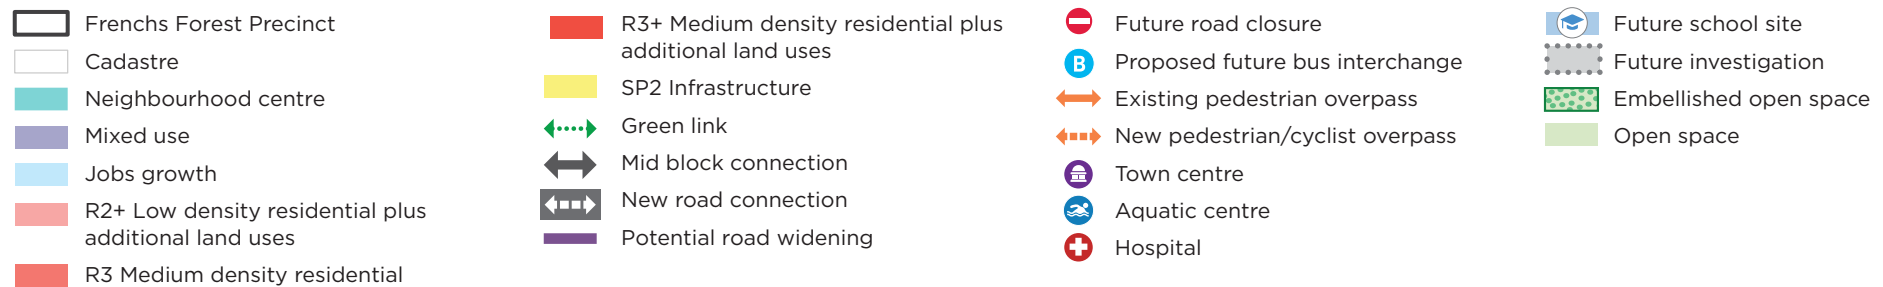 Frenchs Forest Precinct
Cadastre
Neighbourhood centre
Mixed use
Jobs growth
R2+ Low density residential plus
additional land uses
R3 Medium density residential
R3+ Medium density residential plus
additional land uses
SP2 Infrastructure
Green link
Mid block connection
New road connection
Potential road widening
Future road closure
B
Proposed future bus interchange
Existing pedestrian overpass
New pedestrian/cyclist overpass
Town centre
Aquatic centre
Hospital
Future school site
Future investigation
Embellished open space
Open space